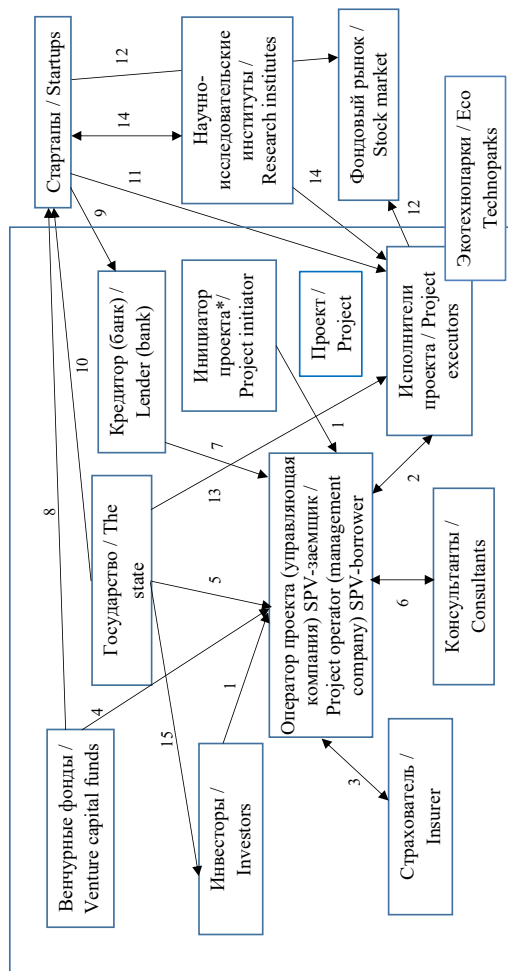 Венчурные фонды /
Venture capital funds
8
Государство / The
state
10
Кредитор (банк) /
Lender (bank)
9
Стартапы / Startups
4
15
12
14
11
Инвесторы /
Investors
1
5
13
7
Инициатор
проекта*/
Project initiator
Научно-
исследовательские
институты /
Research institutes
1
14
Оператор проекта (управляющая
компания) SPV-заемщик /
Project operator (management
company) SPV-borrower
Проект /
Project
Фондовый рынок /
Stock market
3
6
2
12
Страхователь /
Insurer
Консультанты /
Consultants
Исполнители
проекта / Project
executors
Экотехнопарки / Eco
Technoparks